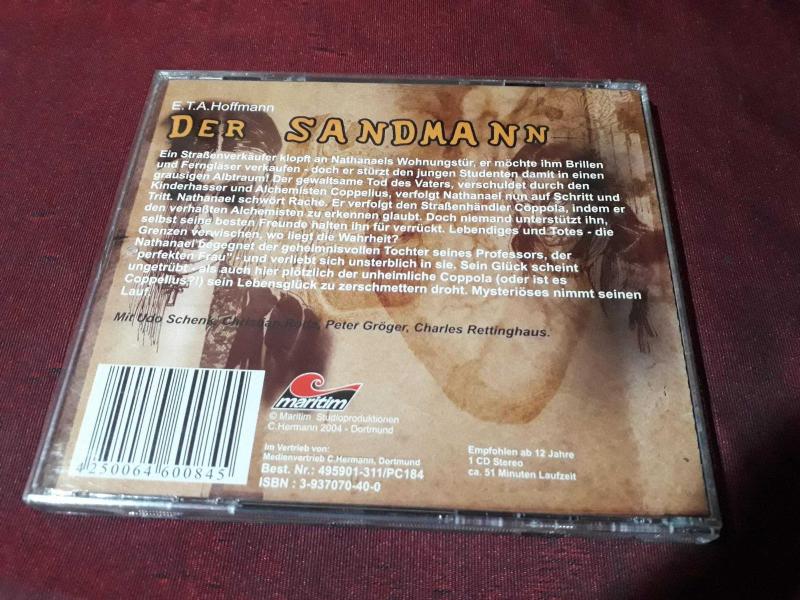 E.T.A.Hoffmann
DER SANDMANN
Ein Straßenverkäufer klopft an Nathanaels Wohnungstür, er möchte ihm Brillen
und Ferngläser verkaufen - doch er stürzt den jungen Studenten damit in einen
grausigen Albtraum! Der gewaltsame Tod des Vaters, verschuldet durch den
Kinderhasser und Alchemisten Coppelius, verfolgt Nathanael nun auf Schritt und
Tritt. Nathanael schwört Rache. Er verfolgt den Straßenhändler Coppola, indem er
den verhaßten Alchemisten zu erkennen glaubt. Doch niemand unterstützt ihn,
selbst seine besten Freunde halten ihn für verrückt. Lebendiges und Totes - die
Grenzen verwischen, wo liegt die Wahrheit?
Nathanael begegnet der geheimnisvollen Tochter seines Professors, der
"perfekten Frau" - und verliebt sich unsterblich in sie. Sein Glück scheint
ungetrübt - als auch hier plötzlich der unheimliche Coppola (oder ist es
Coppelius?!) sein Lebensglück zu zerschmettern droht. Mysteriöses nimmt seinen
Lauf.
Mit Udo Schenk, Christian Rode, Peter Gröger, Charles Rettinghaus.
maritim
© Maritim Studioproduktionen
C.Hermann 2004 - Dortmund
4250064600845
Im Vertrieb von:
Medienvertrieb C.Hermann, Dortmund
Best. Nr.: 495901-311/PC184
ISBN : 3-937070-40-0
Empfohlen ab 12 Jahre
1 CD Stereo
ca. 51 Minuten Laufzeit